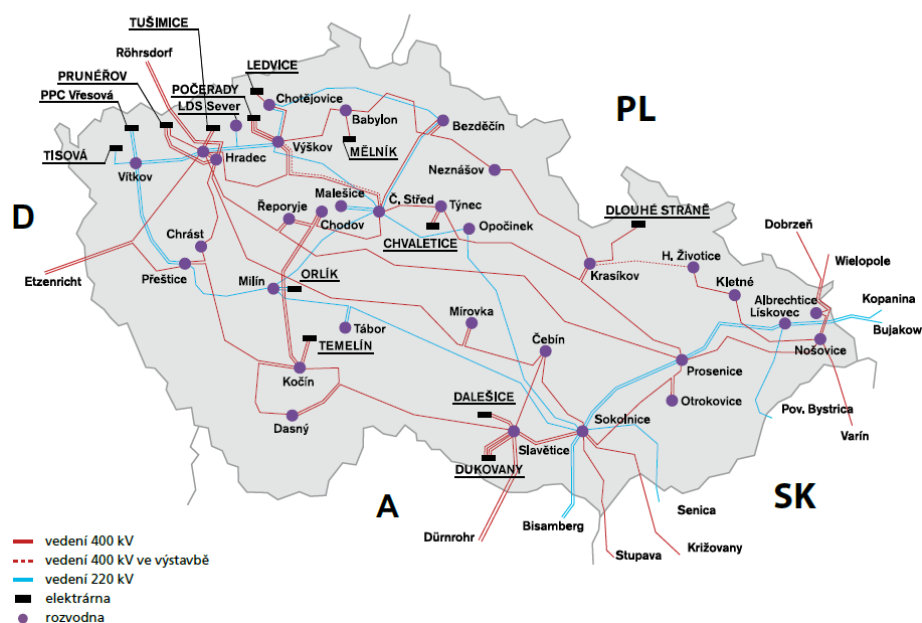 TUŠIMICE
Röhrsdorf
LEDVICE
PRUNÉŘOV
POČERADY
Chotějovice
PPC Vřesová
LDS Sever
Babylon
Bezděčín
PL
TISOVÁ
Hradec
Výškov
MĚLNÍK
Vítkov
Neznášov
Malešice
Č. Střed
Týnec
DLOUHÉ STRÁNĚ
D
Řeporyje
Chodov
Opočínek
Dobrzeń
Chrást
CHVALETICE
H. Životice
Wielopole
Krasíkov
Kletné
Etzenricht
Přeštice
Milín
ORLÍK
Albrechtice
Kopanina
Lískovec
Mírovka
Bujakow
Tábor
Čebín
Nošovice
TEMELÍN
Prosenice
Kočín
Otrokovice
DALEŠICE
Pov. Bystrica
Dasný
Sokolnice
Varín
Slavětice
DUKOVANY
SK
A
Senica
Bisamberg
Dürnrohr
Križovany
Stupava
vedení 400 kV
vedení 400 kV ve výstavbě
vedení 220 kV
elektrárna
rozvodna